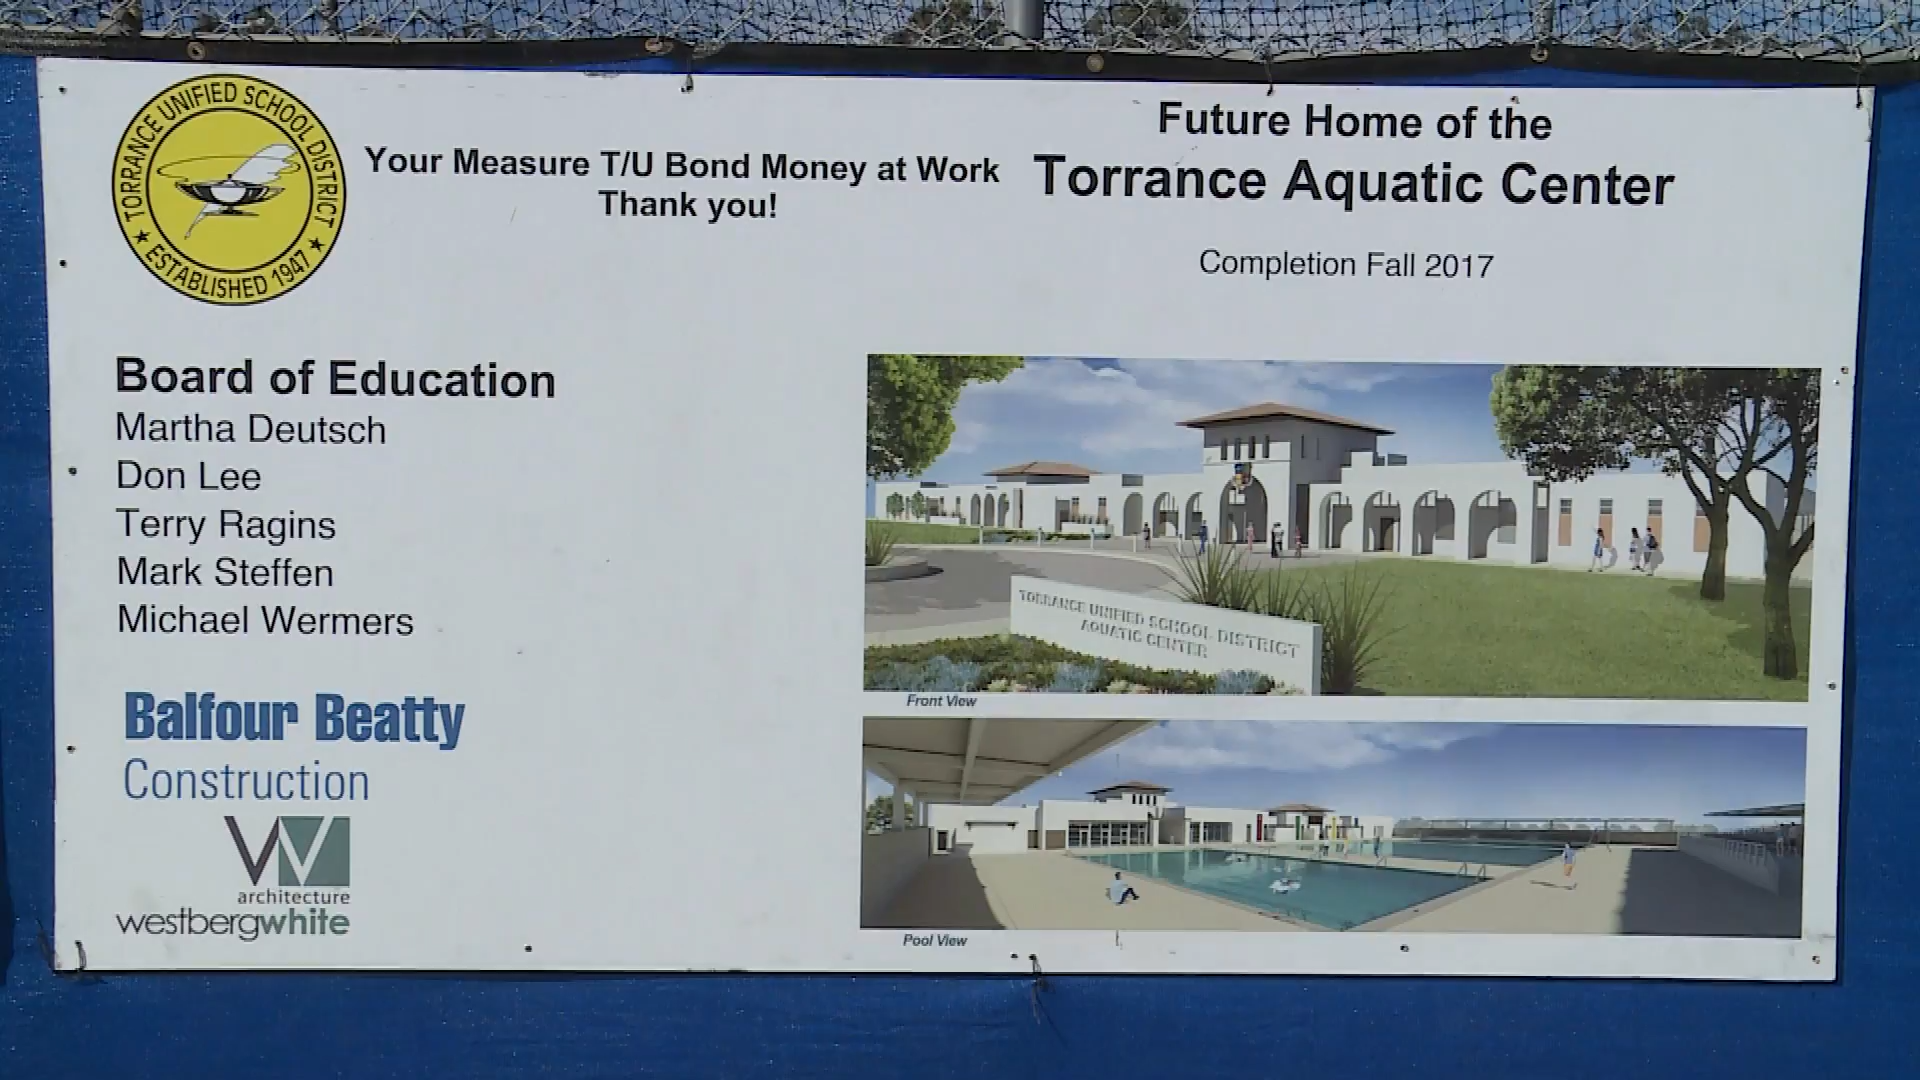 TORRANCE UNIFIED SCHOOL DISTRICT
★ ESTABLISHED 1947 ★
Your Measure T/U Bond Money at Work
Thank you!
Future Home of the
Torrance Aquatic Center
Completion Fall 2017
Board of Education
Martha Deutsch
Don Lee
Terry Ragins
Mark Steffen
Michael Wermers
Balfour Beatty
Construction
architecture
westbergwhite
TORRANCE UNIFIED SCHOOL DISTRICT
AQUATIC CENTER
Front View
Pool View